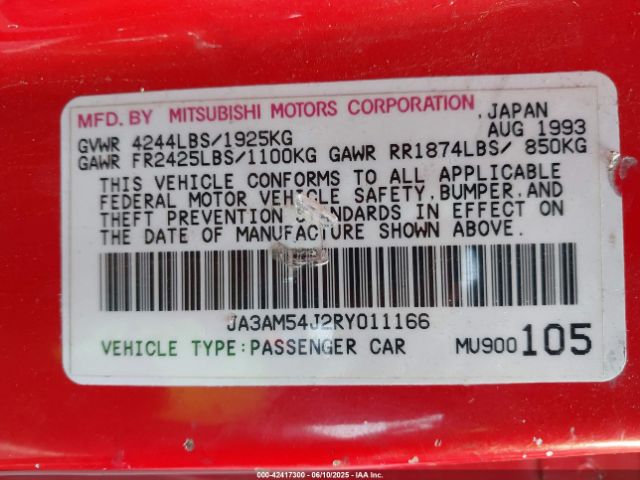 MFD. BY MITSUBISHI MOTORS CORPORATION, JAPAN
GVWR 4244LBS/1925KG AUG 1993
GAWR FR2425LBS/1100KG GAWR RR1874LBS/ 850KG
THIS VEHICLE CONFORMS TO ALL APPLICABLE
FEDERAL MOTOR VEHICLE SAFETY, BUMPER, AND
THEFT PREVENTION STANDARDS IN EFFECT ON
THE DATE OF MANUFACTURE SHOWN ABOVE.
JA3AM54J2RY011166
VEHICLE TYPE: PASSENGER CAR MU900 105
000-42417300 - 06/10/2025 - IAAI.COM